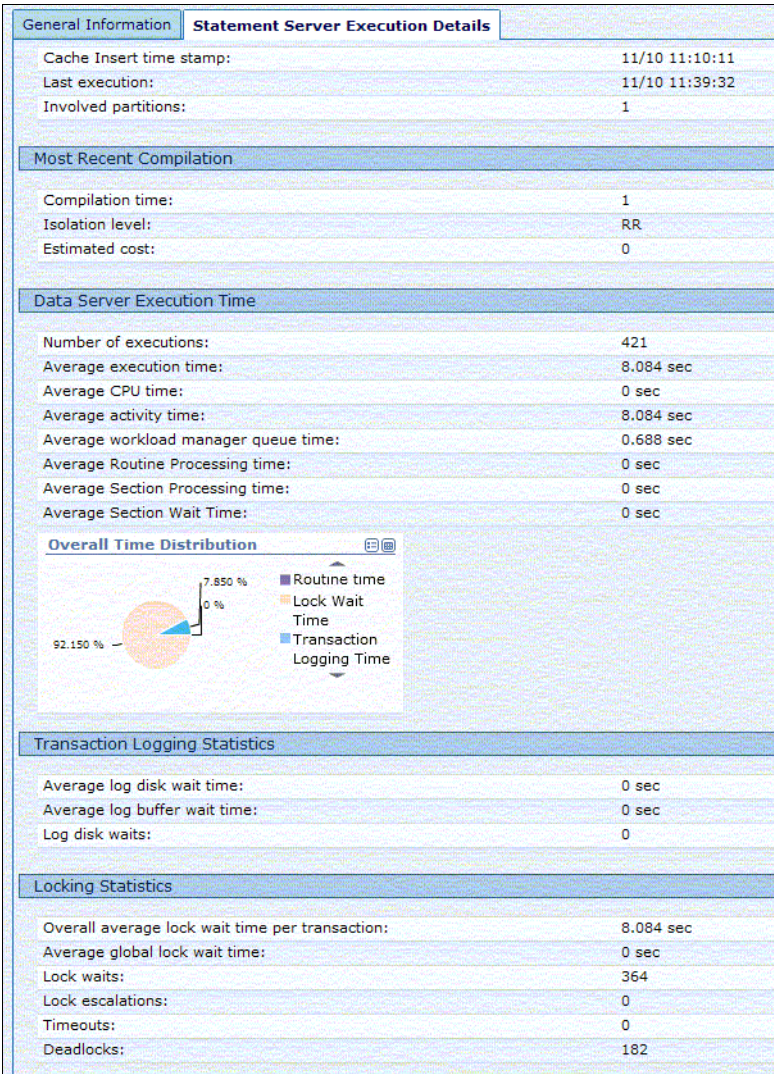 General Information
Statement Server Execution Details
Cache Insert time stamp: 11/10 11:10:11
Last execution: 11/10 11:39:32
Involved partitions: 1
Most Recent Compilation
Compilation time: 1
Isolation level: RR
Estimated cost: 0
Data Server Execution Time
Number of executions: 421
Average execution time: 8.084 sec
Average CPU time: 0 sec
Average activity time: 8.084 sec
Average workload manager queue time: 0.688 sec
Average Routine Processing time: 0 sec
Average Section Processing time: 0 sec
Average Section Wait Time: 0 sec
Overall Time Distribution
7.850 %
0 %
92.150 %
Routine time
Lock Wait
Time
Transaction
Logging Time
Transaction Logging Statistics
Average log disk wait time: 0 sec
Average log buffer wait time: 0 sec
Log disk waits: 0
Locking Statistics
Overall average lock wait time per transaction: 8.084 sec
Average global lock wait time: 0 sec
Lock waits: 364
Lock escalations: 0
Timeouts: 0
Deadlocks: 182